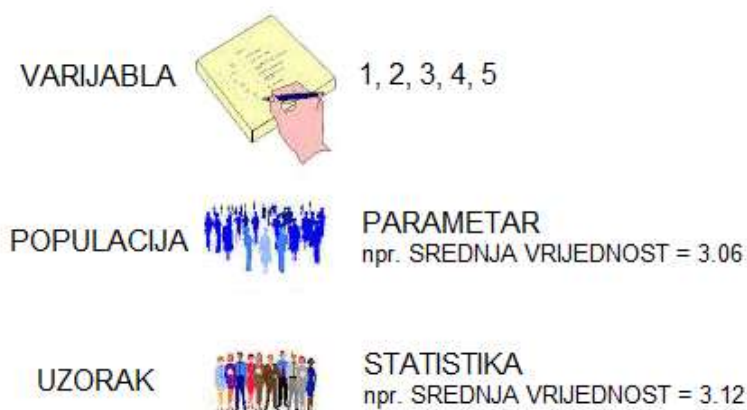 VARIJABLA 1, 2, 3, 4, 5
POPULACIJA PARAMETAR
npr. SREDNJA VRIJEDNOST = 3.06
UZORAK STATISTIKA
npr. SREDNJA VRIJEDNOST = 3.12